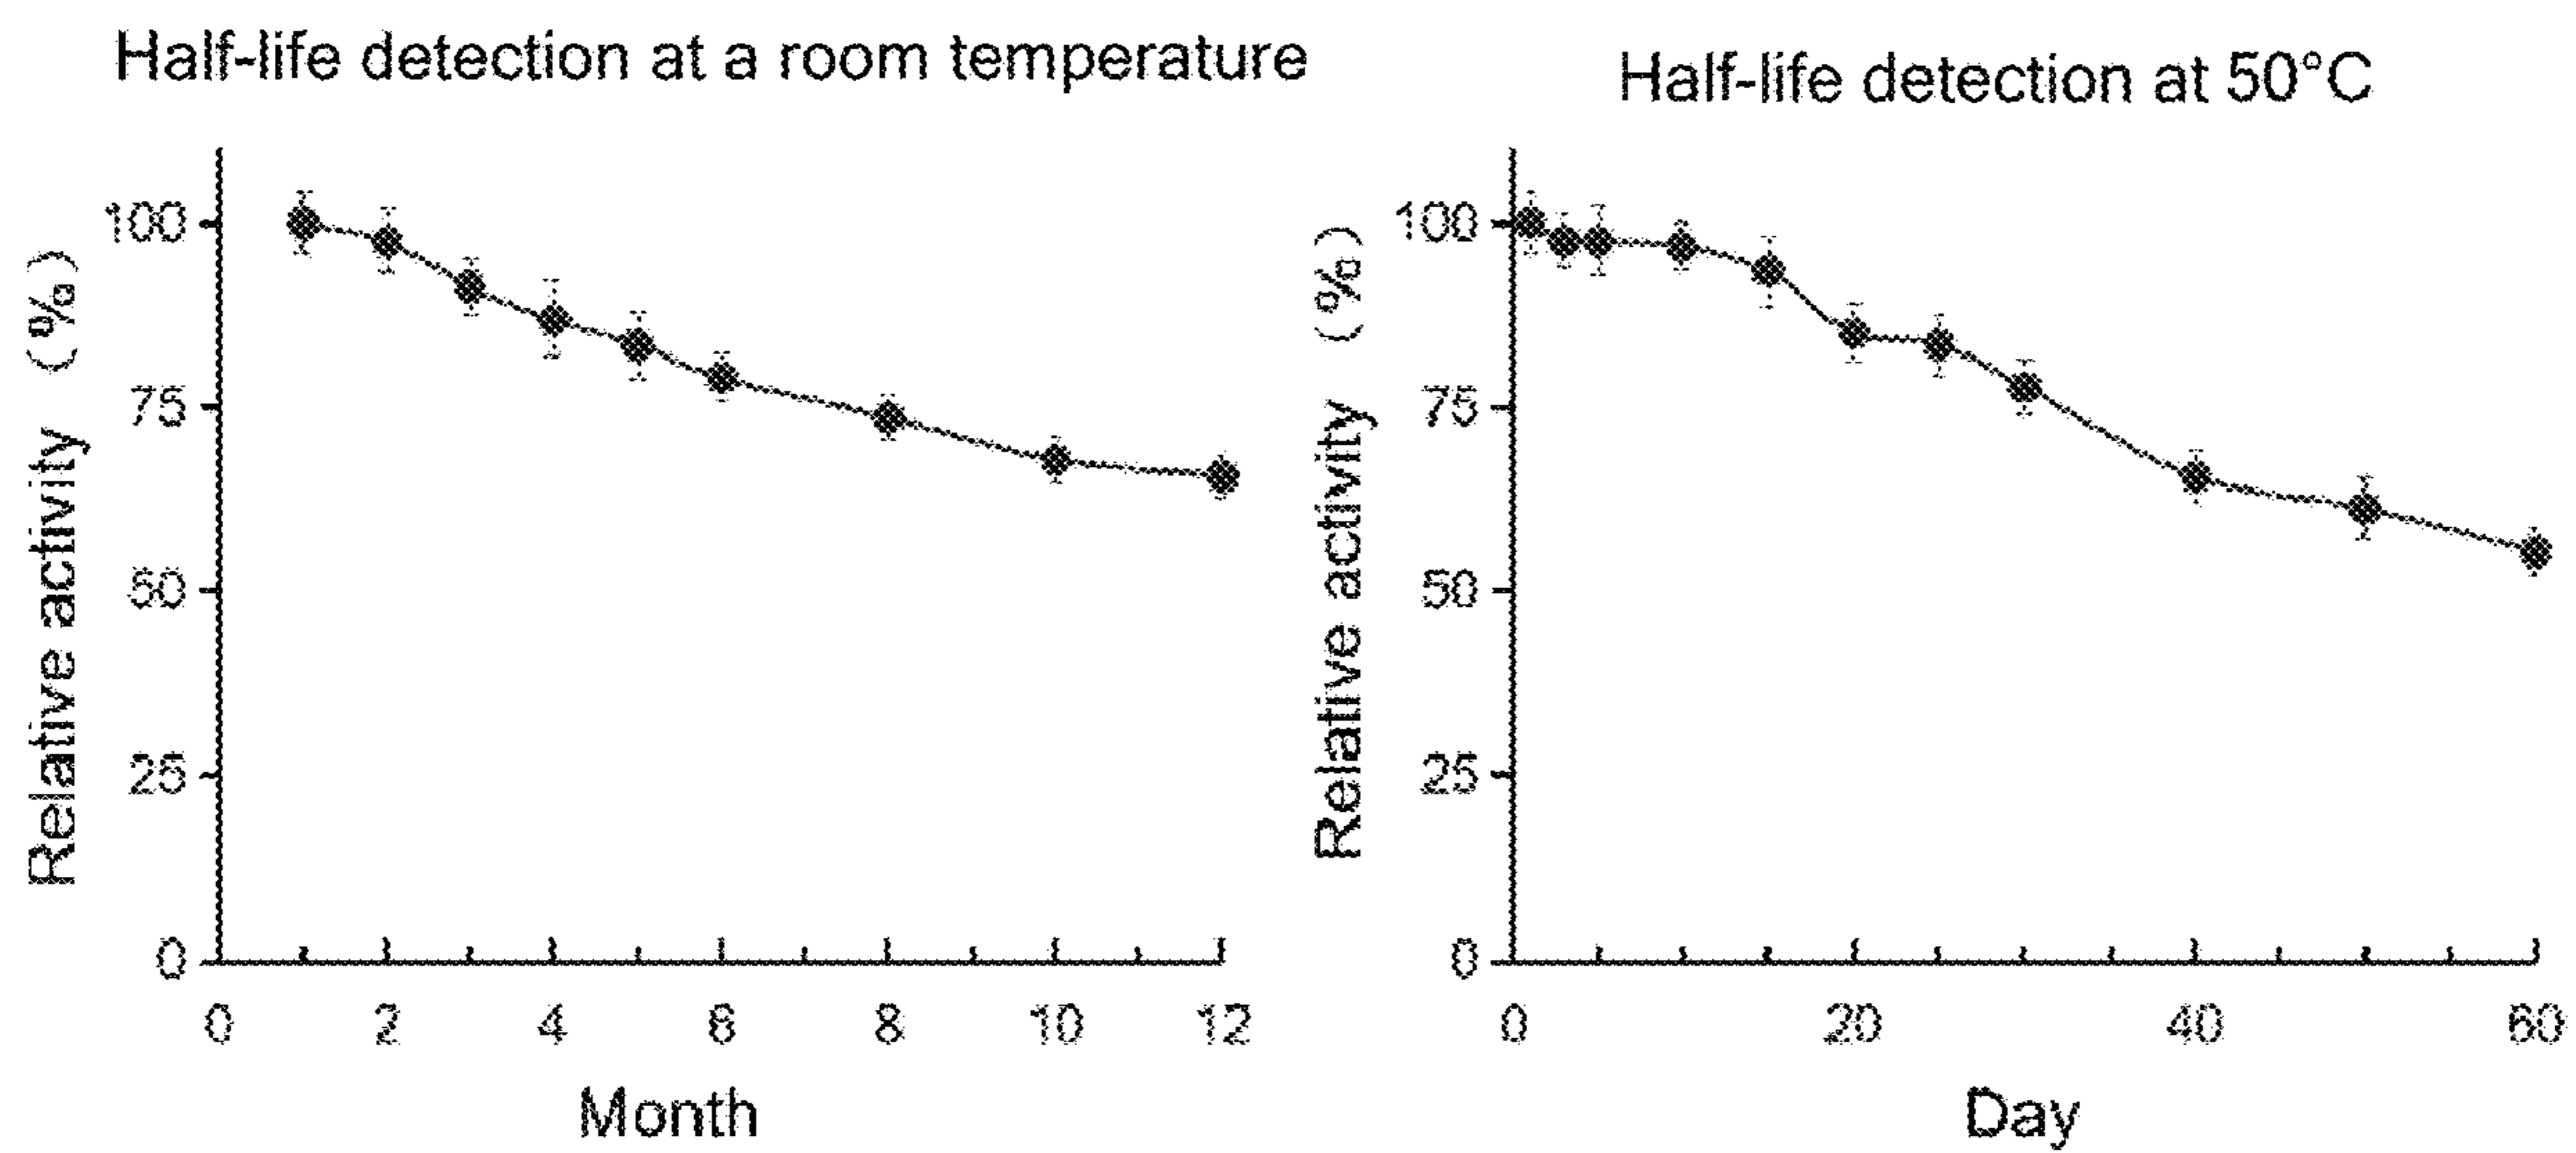 Half-life detection at a room temperature
Relative activity (%)
100
75
50
25
0
0 2 4 6 8 10 12
Month
Half-life detection at 50°C
Relative activity (%)
100
75
50
25
0
0 20 40 60
Day